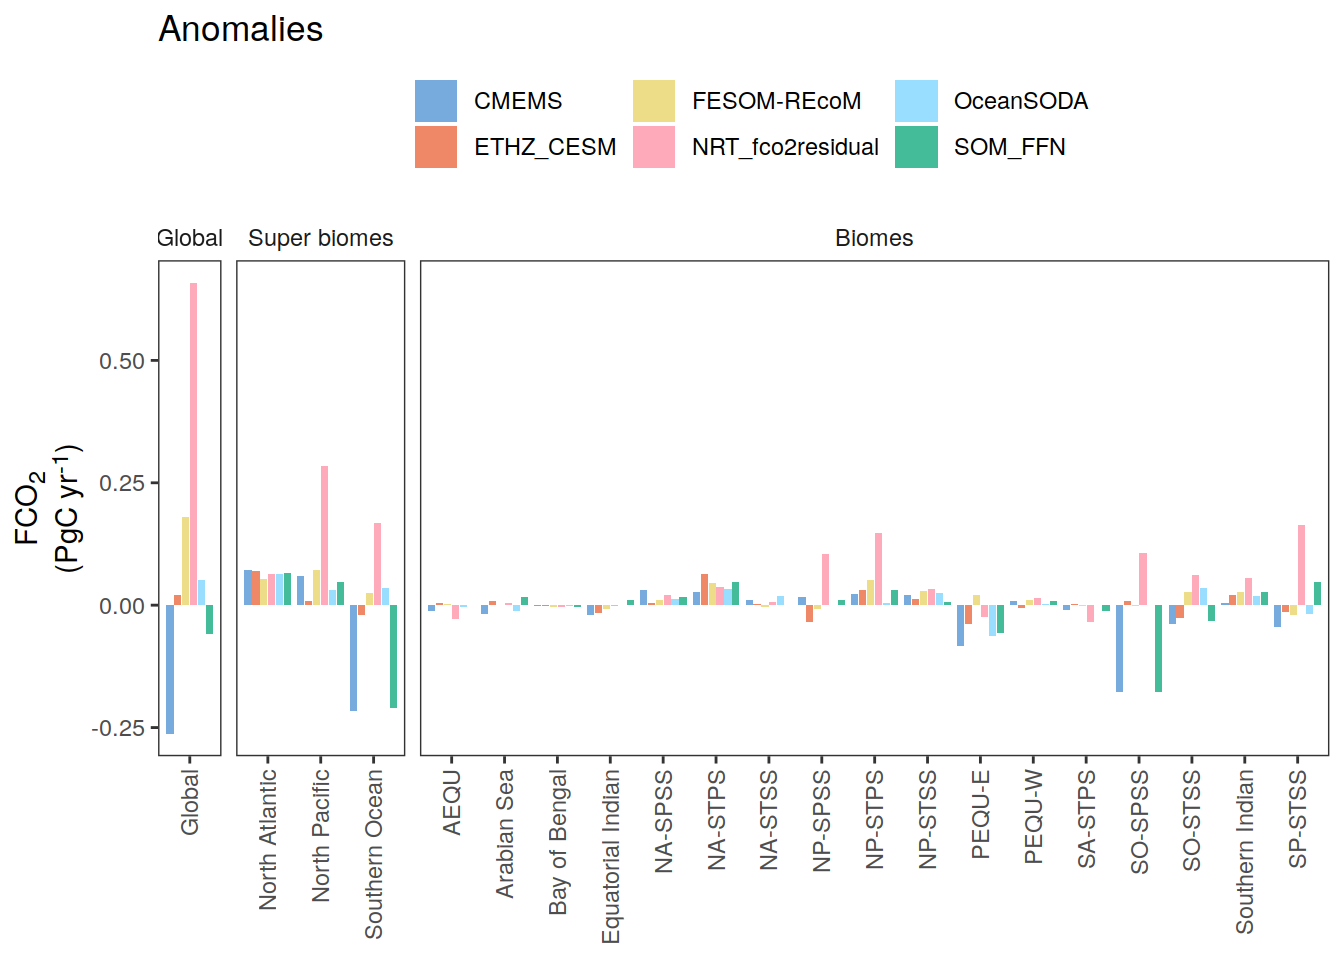 Anomalies
CMEMS FESOM-REcoM OceanSODA
ETHZ_CESM NRT_fco2residual SOM_FFN
Global Super biomes Biomes
FCO₂
(PgC yr⁻¹)
0.50
0.25
0.00
-0.25
Global
North Atlantic
North Pacific
Southern Ocean
AEQU
Arabian Sea
Bay of Bengal
Equatorial Indian
NA-SPSS
NA-STPS
NA-STSS
NP-SPSS
NP-STPS
NP-STSS
PEQU-E
PEQU-W
SA-STPS
SO-SPSS
SO-STSS
Southern Indian
SP-STSS